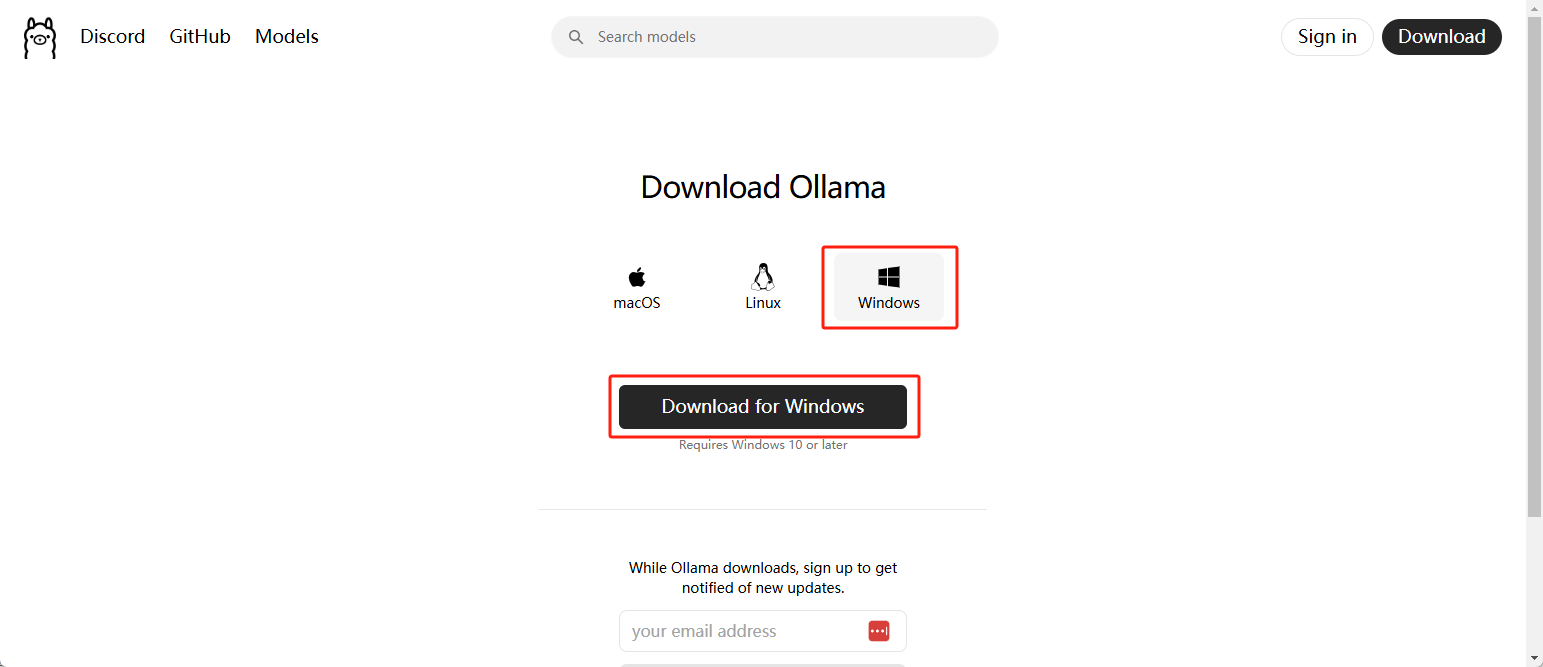 Discord GitHub Models Search models Sign in Download
Download Ollama
macOS Linux Windows
Download for Windows
Requires Windows 10 or later
While Ollama downloads, sign up to get
notified of new updates.
your email address